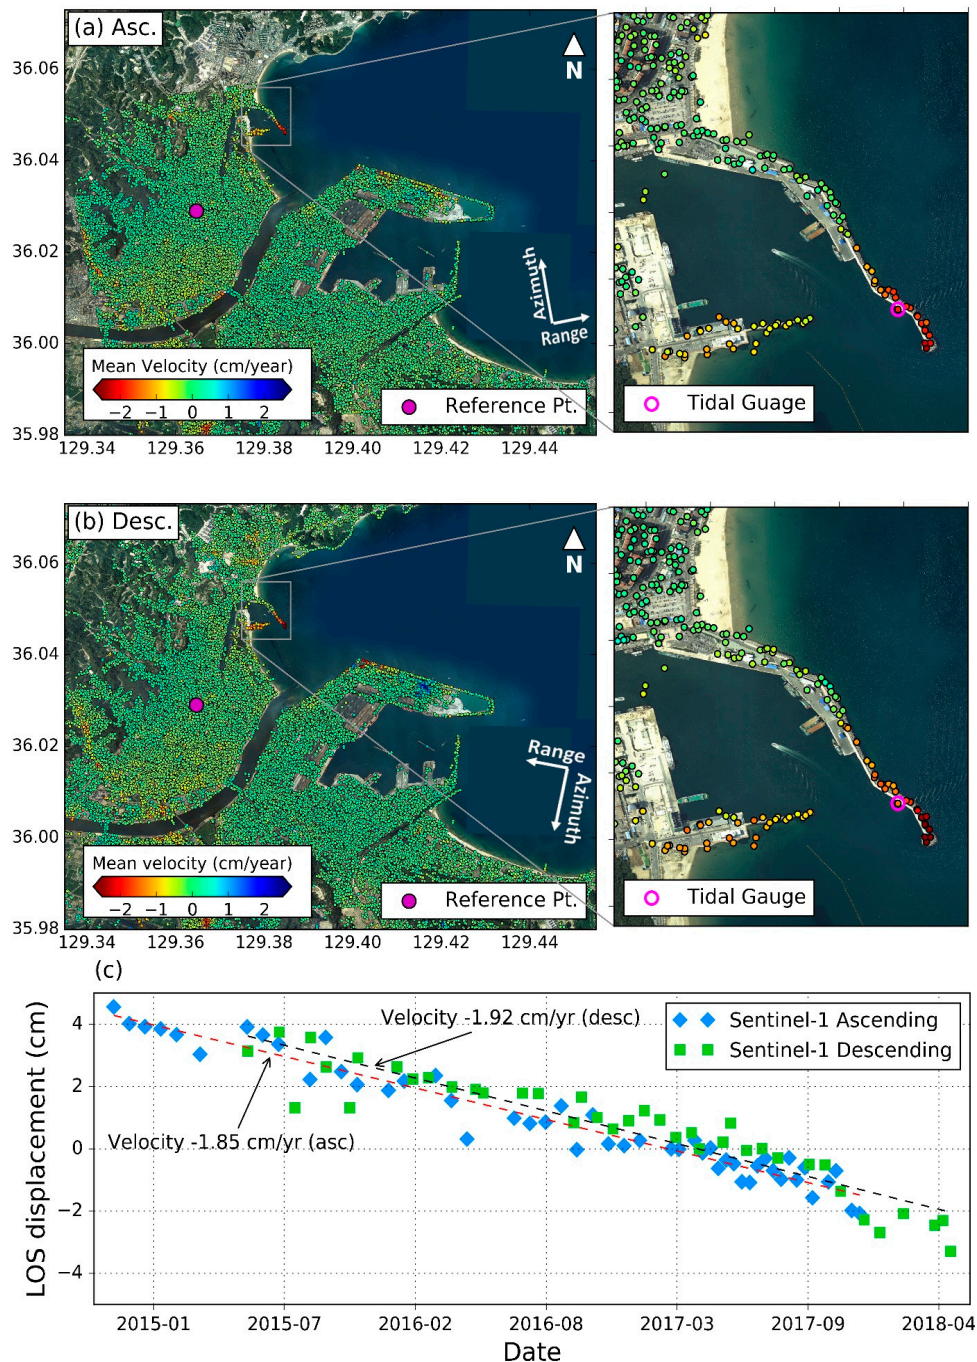 (a) Asc.
36.06
36.04
36.02
36.00
35.98
N
Azimuth
Range
Mean Velocity (cm/year)
−2 −1 0 1 2
Reference Pt.
Tidal Guage
129.34 129.36 129.38 129.40 129.42 129.44
(b) Desc.
36.06
36.04
36.02
36.00
35.98
N
Range
Azimuth
Mean velocity (cm/year)
−2 −1 0 1 2
Reference Pt.
Tidal Gauge
129.34 129.36 129.38 129.40 129.42 129.44
(c)
LOS displacement (cm)
4
2
0
−2
−4
Velocity -1.92 cm/yr (desc)
Velocity -1.85 cm/yr (asc)
Sentinel-1 Ascending
Sentinel-1 Descending
2015-01 2015-07 2016-02 2016-08 2017-03 2017-09 2018-04
Date